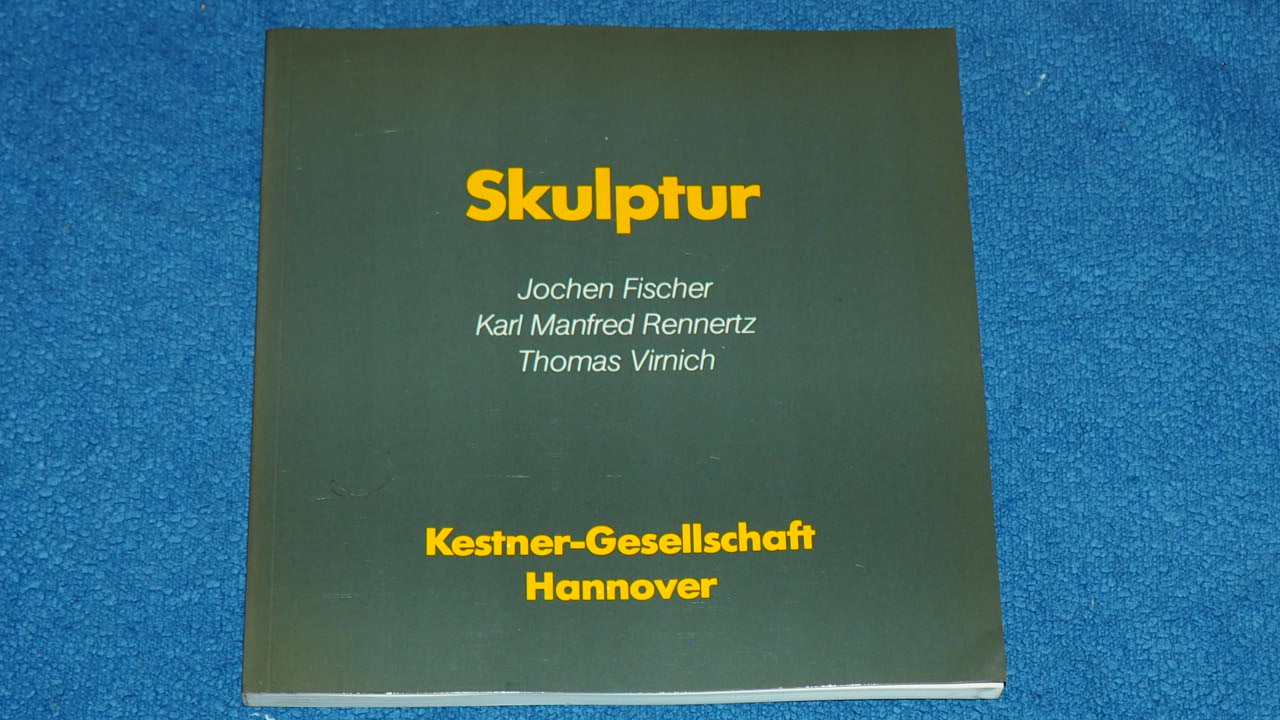 Skulptur
Jochen Fischer
Karl Manfred Rennertz
Thomas Virnich
Kestner-Gesellschaft
Hannover